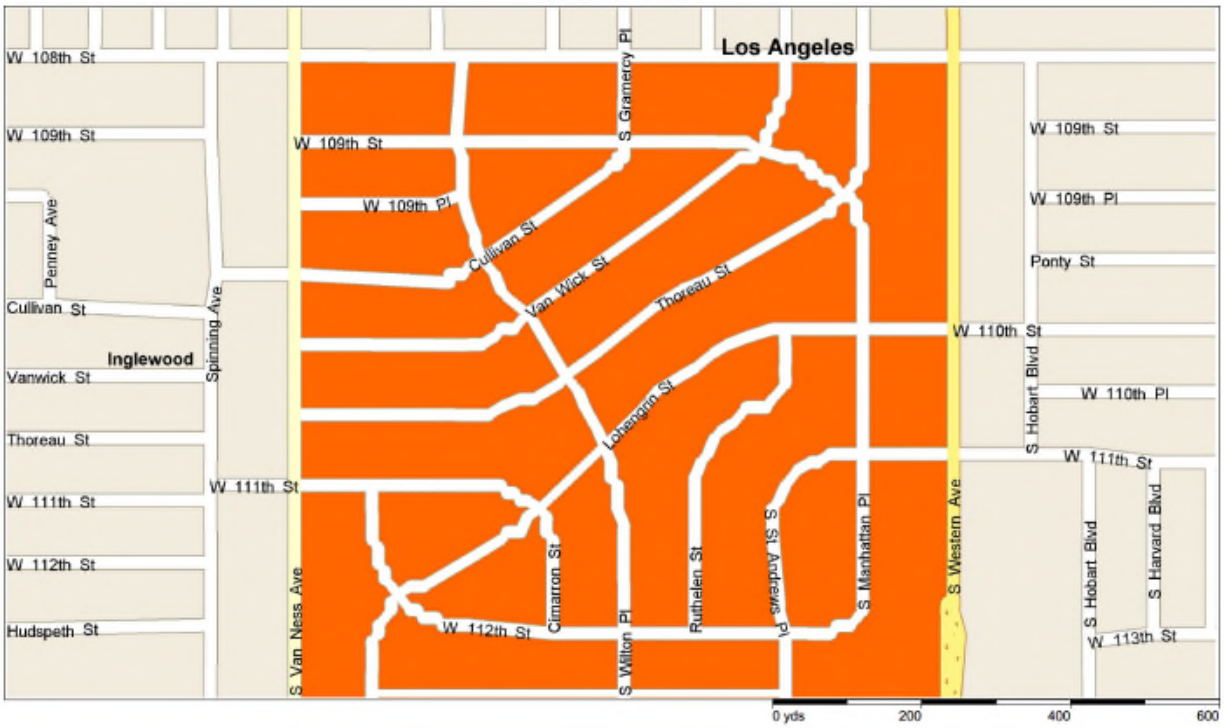 S Gramercy Pl
Los Angeles
W 108th St
W 109th St
W 109th St
W 109th St
Penney Ave
W 109th Pl
W 109th Pl
Cullivan St
Van Wick St
Ponty St
Thoreau St
Cullivan St
Spinning Ave
W 110th St
Inglewood
S Hobart Blvd
Vanwick St
Lohengrin St
W 110th Pl
Thoreau St
W 111th St
W 111th St
W 111th St
S Van Ness Ave
Cimarron St
S Wilton Pl
Ruthelen St
S St Andrews Pl
S Manhattan Pl
S Western Ave
S Hobart Blvd
S Harvard Blvd
W 112th St
Hudspeth St
W 112th St
W 113th St
0 yds 200 400 600